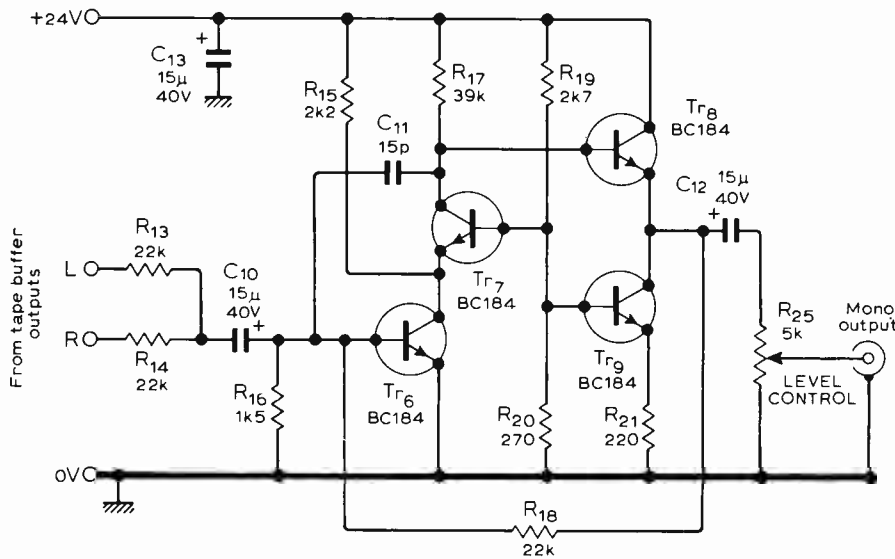 +24V
+
C13
15μ
40V
R15
2k2
R17
39k
R19
2k7
Tr8
BC184
C11
15p
C12
15μ
40V
+
R13
22k
L
C10
15μ
40V
+
Tr7
BC184
From tape buffer
outputs
R
R14
22k
R16
1k5
Tr6
BC184
Tr9
BC184
R25
5k
Mono
output
LEVEL
CONTROL
R20
270
R21
220
0V
R18
22k